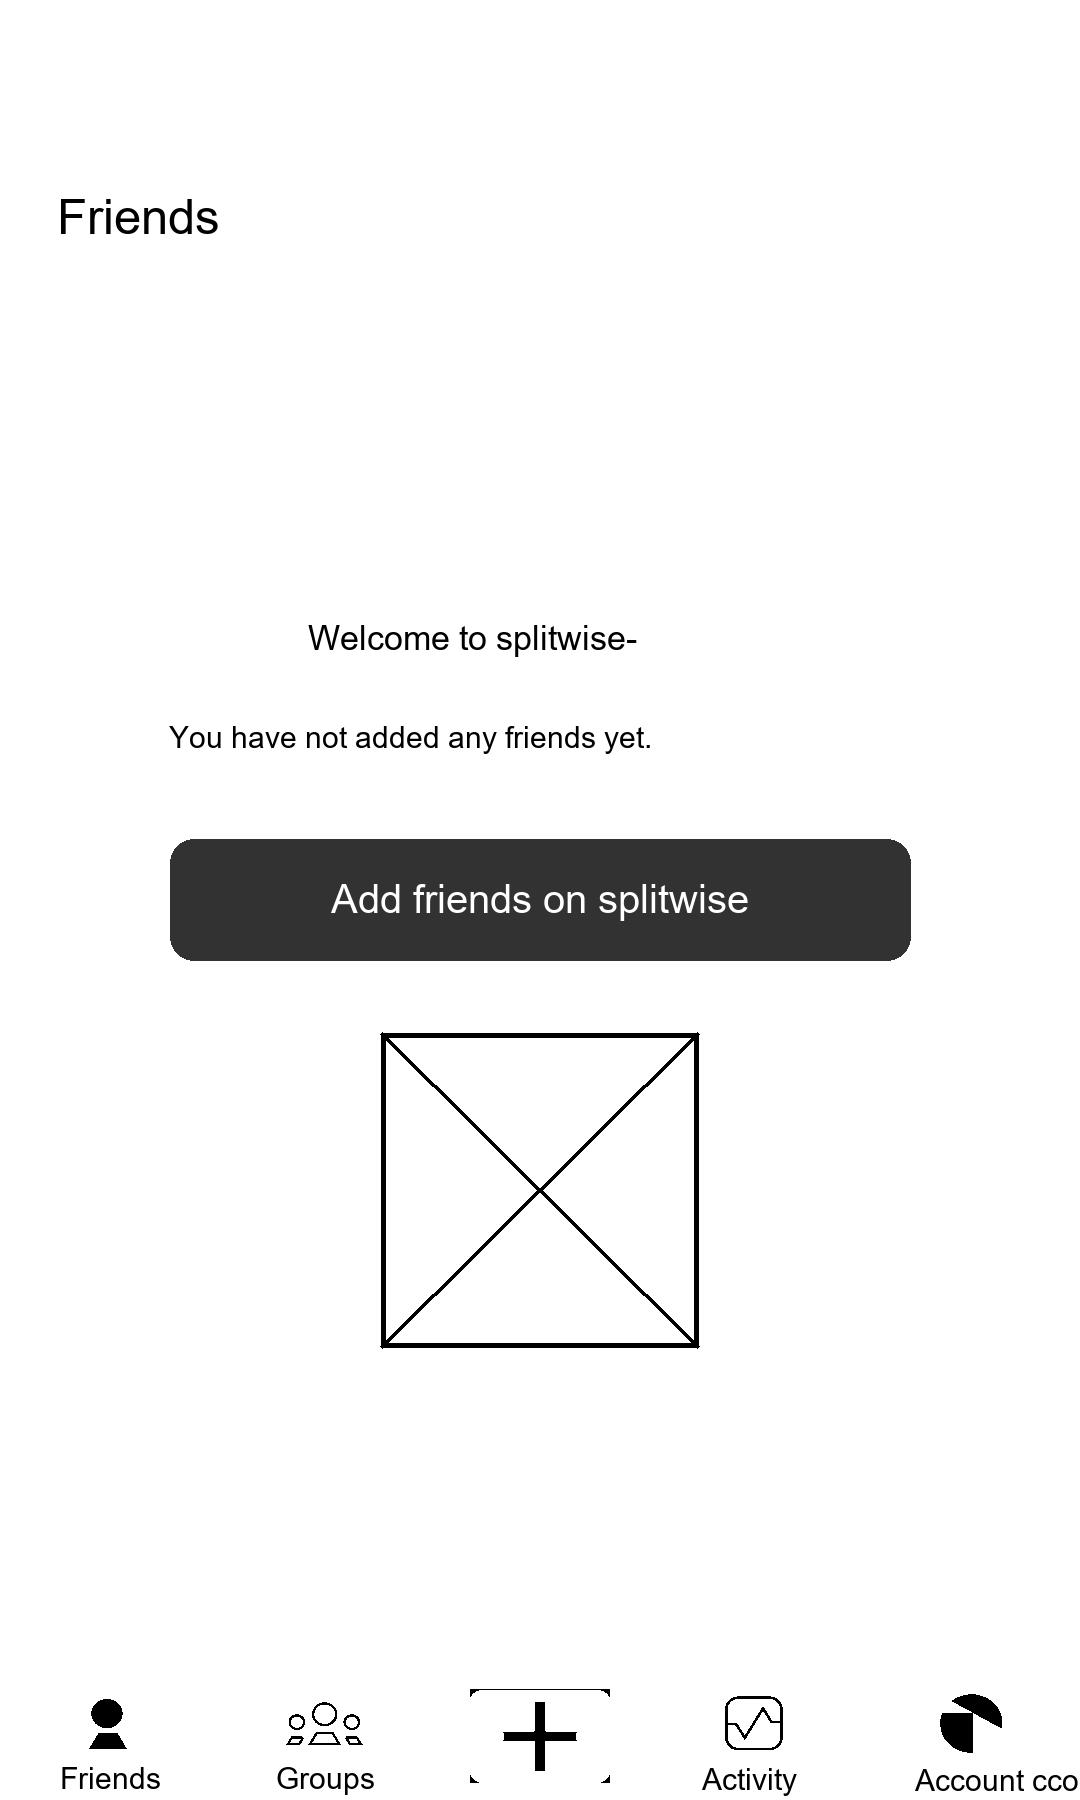 Friends
Welcome to splitwise-
You have not added any friends yet.
Add friends on splitwise
Friends
Groups
Activity
Account cco